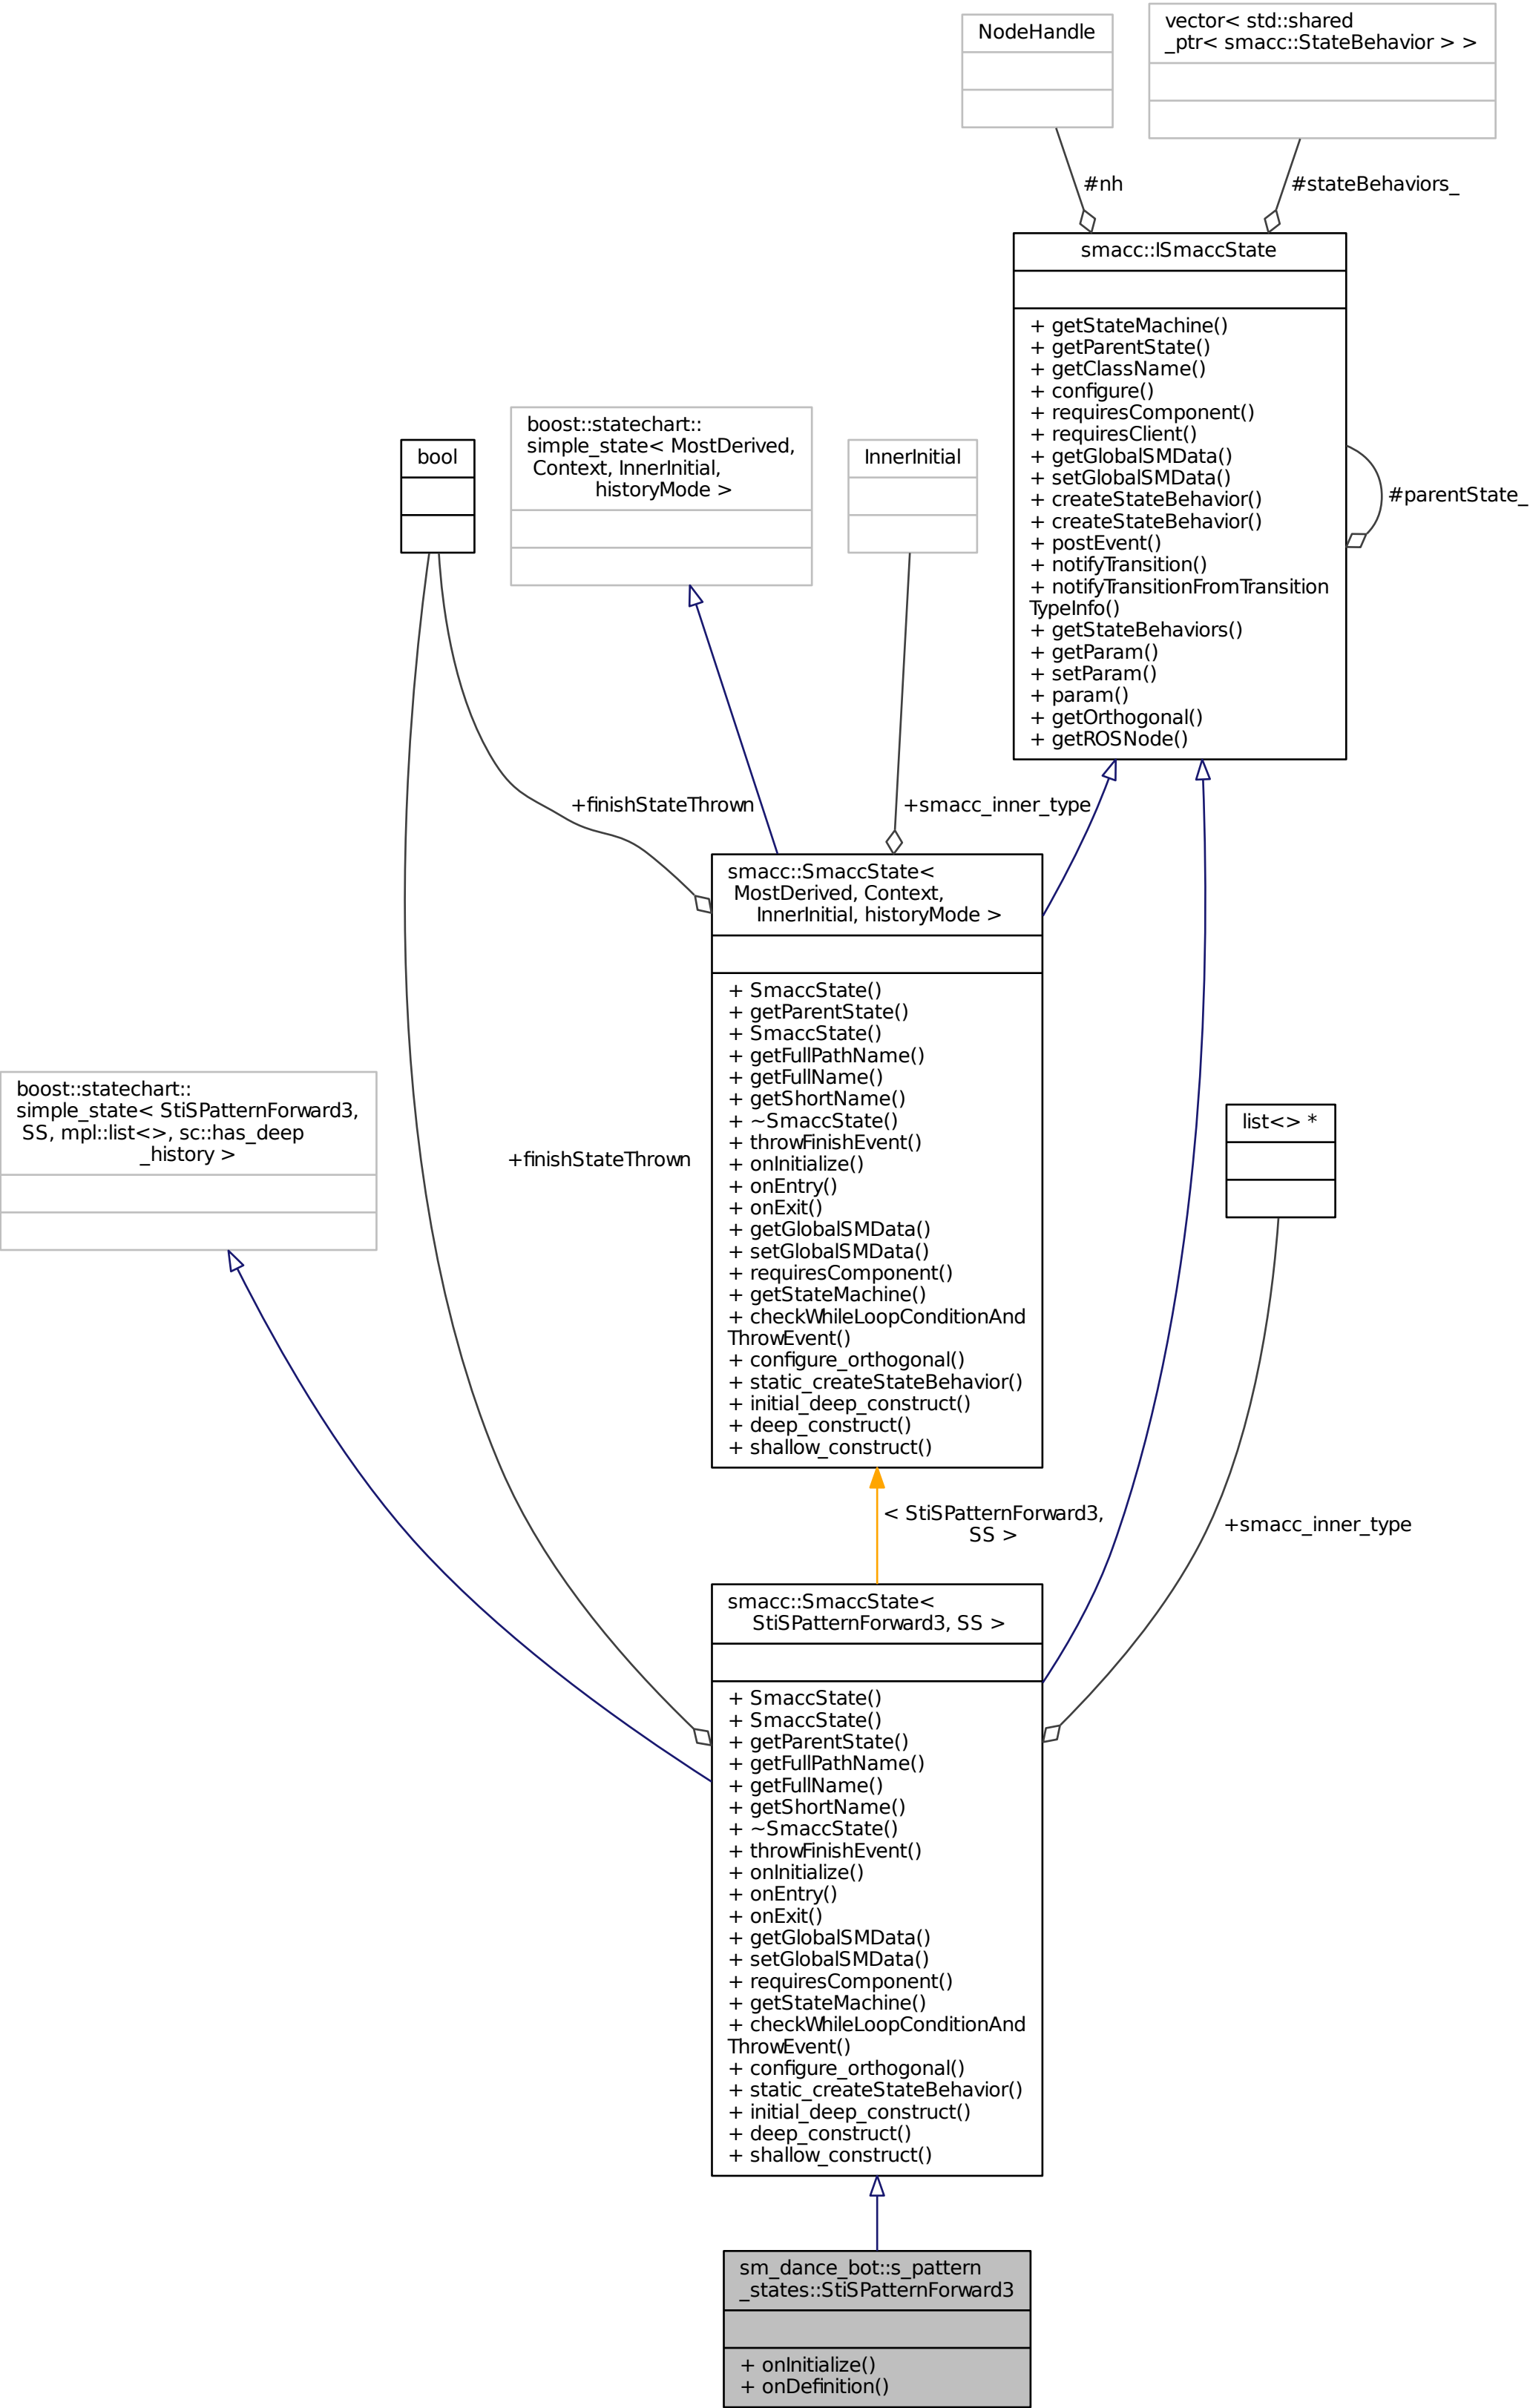 NodeHandle
vector< std::shared
_ptr< smacc::StateBehavior > >
#nh
#stateBehaviors_
smacc::ISmaccState
+ getStateMachine()
+ getParentState()
+ getClassName()
+ configure()
+ requiresComponent()
+ requiresClient()
+ getGlobalSMData()
+ setGlobalSMData()
+ createStateBehavior()
+ createStateBehavior()
+ postEvent()
+ notifyTransition()
+ notifyTransitionFromTransition
TypeInfo()
+ getStateBehaviors()
+ getParam()
+ setParam()
+ param()
+ getOrthogonal()
+ getROSNode()
#parentState_
bool
boost::statechart::
simple_state< MostDerived,
Context, InnerInitial,
historyMode >
InnerInitial
+finishStateThrown
+smacc_inner_type
smacc::SmaccState<
MostDerived, Context,
InnerInitial, historyMode >
+ SmaccState()
+ getParentState()
+ SmaccState()
+ getFullPathName()
+ getFullName()
+ getShortName()
+ ~SmaccState()
+ throwFinishEvent()
+ onInitialize()
+ onEntry()
+ onExit()
+ getGlobalSMData()
+ setGlobalSMData()
+ requiresComponent()
+ getStateMachine()
+ checkWhileLoopConditionAnd
ThrowEvent()
+ configure_orthogonal()
+ static_createStateBehavior()
+ initial_deep_construct()
+ deep_construct()
+ shallow_construct()
boost::statechart::
simple_state< StiSPatternForward3,
SS, mpl::list<>, sc::has_deep
_history >
+finishStateThrown
list<> *
< StiSPatternForward3,
SS >
+smacc_inner_type
smacc::SmaccState<
StiSPatternForward3, SS >
+ SmaccState()
+ SmaccState()
+ getParentState()
+ getFullPathName()
+ getFullName()
+ getShortName()
+ ~SmaccState()
+ throwFinishEvent()
+ onInitialize()
+ onEntry()
+ onExit()
+ getGlobalSMData()
+ setGlobalSMData()
+ requiresComponent()
+ getStateMachine()
+ checkWhileLoopConditionAnd
ThrowEvent()
+ configure_orthogonal()
+ static_createStateBehavior()
+ initial_deep_construct()
+ deep_construct()
+ shallow_construct()
sm_dance_bot::s_pattern
_states::StiSPatternForward3
+ onInitialize()
+ onDefinition()